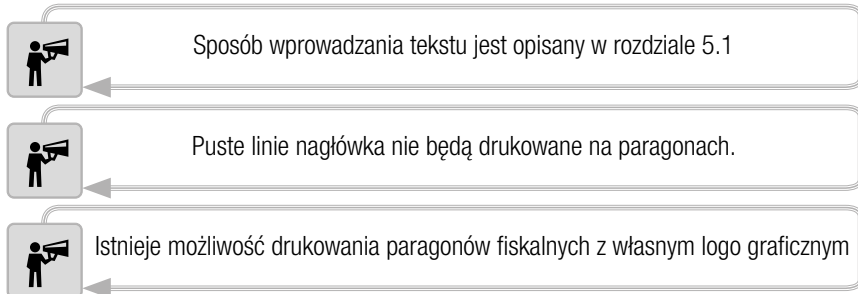 Sposób wprowadzania tekstu jest opisany w rozdziale 5.1
Puste linie nagłówka nie będą drukowane na paragonach.
Istnieje możliwość drukowania paragonów fiskalnych z własnym logo graficznym